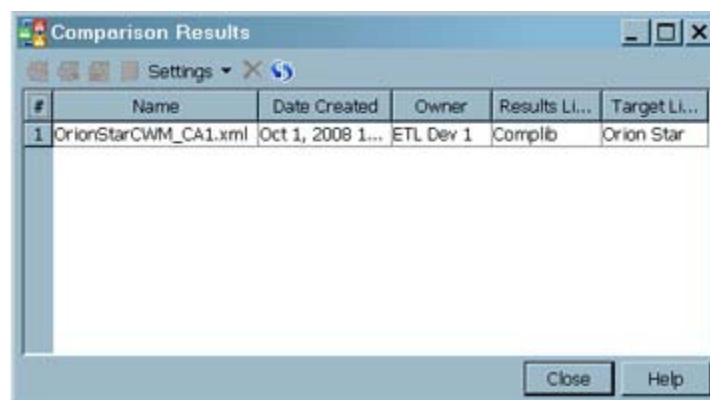 Comparison Results
Settings
# Name Date Created Owner Results Li... Target Li...
1 OrionStarCWM_CA1.xml Oct 1, 2008 1... ETL Dev 1 Complib Orion Star
Close Help